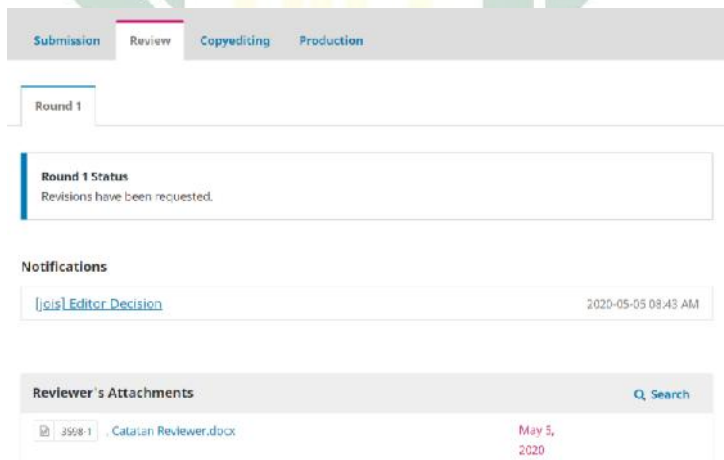 Submission Review Copyediting Production
Round 1
Round 1 Status
Revisions have been requested.
Notifications
[jois] Editor Decision 2020-05-05 08:43 AM
Reviewer's Attachments Search
3598-1 , Catatan Reviewer.docx May 5,
2020